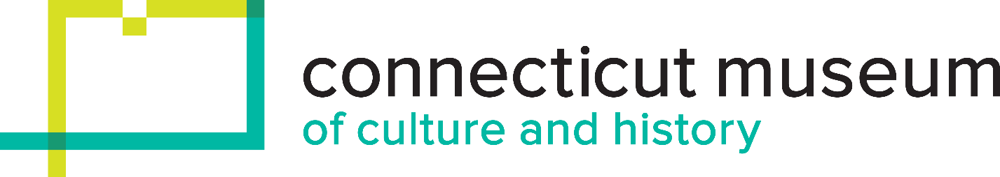 connecticut museum
of culture and history